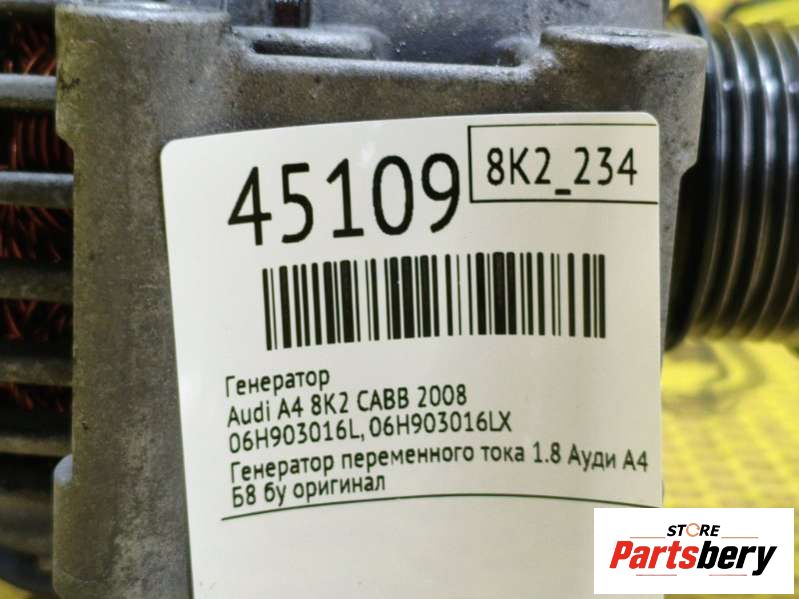 45109
8K2_234
Генератор
Audi A4 8K2 CABB 2008
06H903016L, 06H903016LX
Генератор переменного тока 1.8 Ауди А4
Б8 бу оригинал
STORE
Partsbery